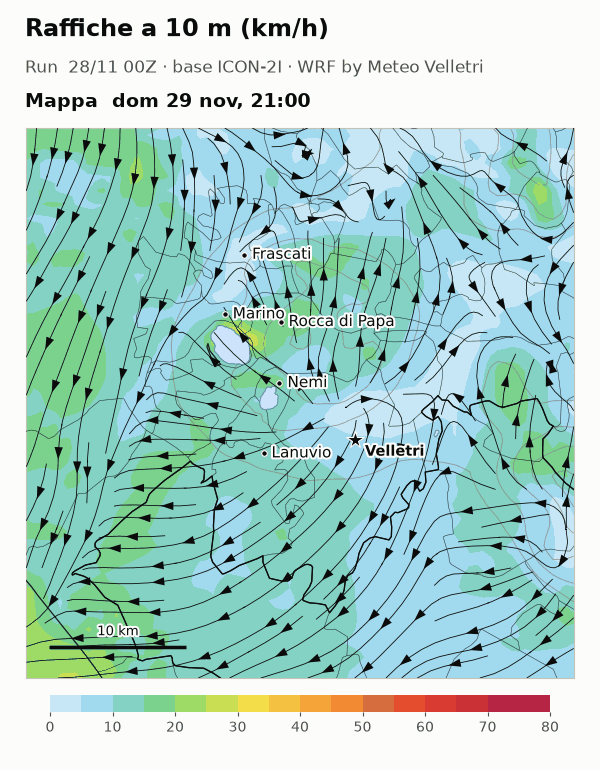 Raffiche a 10 m (km/h)
Run  28/11 00Z · base ICON-2I · WRF by Meteo Velletri
Mappa  dom 29 nov, 21:00
Frascati
Marino
Rocca di Papa
Nemi
Velletri
Lanuvio
10 km
0 10 20 30 40 50 60 70 80